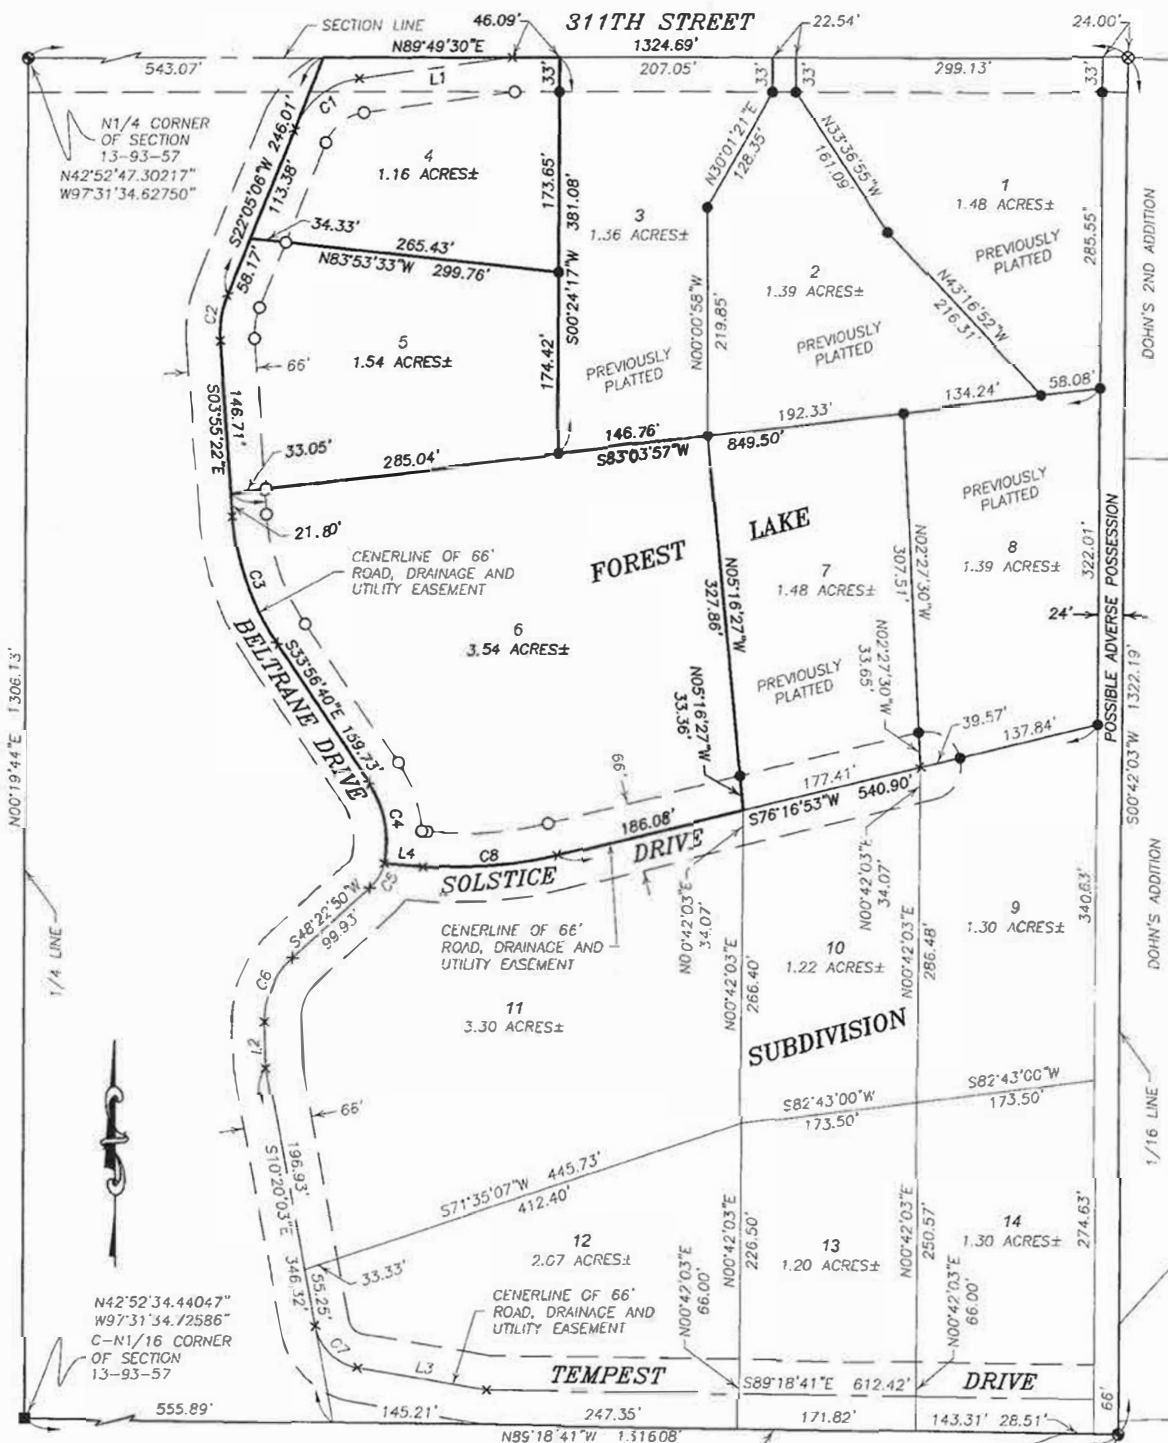 311TH STREET
SECTION LINE
46.09'
22.54'
24.00'
N89°49'30"E
1324.69'
543.07'
L1
33'
207.05'
33'
33'
299.13'
33'
C1
N1/4 CORNER
OF SECTION
13-93-57
N42°52'47.30217"
W97°31'34.62750"
S22°05'06"W 246.01'
113.38'
4
1.16 ACRES±
173.65'
381.08'
S00°24'17"W
N30°01'21"E
128.35'
N33°36'55"W
161.09'
1
1.48 ACRES±
PREVIOUSLY
PLATTED
285.55'
DOHN'S 2ND ADDITION
3
1.36 ACRES±
34.33'
265.43'
N83°53'33"W 299.76'
58.17'
2
1.39 ACRES±
N43°16'52"W
216.31'
N00°00'58"W
219.85'
C2
5
1.54 ACRES±
66'
174.42'
PREVIOUSLY
PLATTED
PREVIOUSLY
PLATTED
S03°55'22"E
146.71'
134.24'
58.08'
192.33'
146.76'
S83°03'57"W
849.50'
33.05'
285.04'
21.80'
PREVIOUSLY
PLATTED
CENERLINE OF 66'
ROAD, DRAINAGE AND
UTILITY EASEMENT
FOREST
LAKE
C3
N05°16'27"W
327.86'
7
1.48 ACRES±
N02°27'30"W
307.51'
8
1.39 ACRES±
322.01'
POSSIBLE ADVERSE POSSESSION
24'
6
3.54 ACRES±
BELTRANE DRIVE
S33°56'40"E 159.73'
N05°16'27"W
33.36'
PREVIOUSLY
PLATTED
N02°27'30"W
33.65'
39.57'
137.84'
N00°19'44"E 1306.13'
S00°42'03"W 1322.19'
66'
177.41'
S76°16'53"W 540.90'
186.08'
C4
L4
C8
C5
SOLSTICE
DRIVE
N00°42'03"E
34.07'
N00°42'03"E
34.07'
S48°22'50"W
99.93'
CENERLINE OF 66'
ROAD, DRAINAGE AND
UTILITY EASEMENT
10
1.22 ACRES±
9
1.30 ACRES±
340.63'
DOHN'S ADDITION
1/4 LINE
C6
N00°42'03"E
266.40'
N00°42'03"E
286.48'
11
3.30 ACRES±
L2
SUBDIVISION
S82°43'00"W
173.50'
S82°43'00"W
173.50'
1/16 LINE
66'
196.93'
S10°20'03"E 346.32'
S71°35'07"W 445.73'
412.40'
N00°42'03"E
226.50'
N00°42'03"E
250.57'
12
2.07 ACRES±
13
1.20 ACRES±
14
1.30 ACRES±
274.63'
33.33'
55.25'
N42°52'34.44047"
W97°31'34.72586"
C-N1/16 CORNER
OF SECTION
13-93-57
CENERLINE OF 66'
ROAD, DRAINAGE AND
UTILITY EASEMENT
N00°42'03"E
66.00'
N00°42'03"E
66.00'
C7
L3
TEMPEST
S89°18'41"E 612.42'
DRIVE
66'
555.89'
145.21'
247.35'
171.82'
143.31'
28.51'
N89°18'41"W 1316.08'